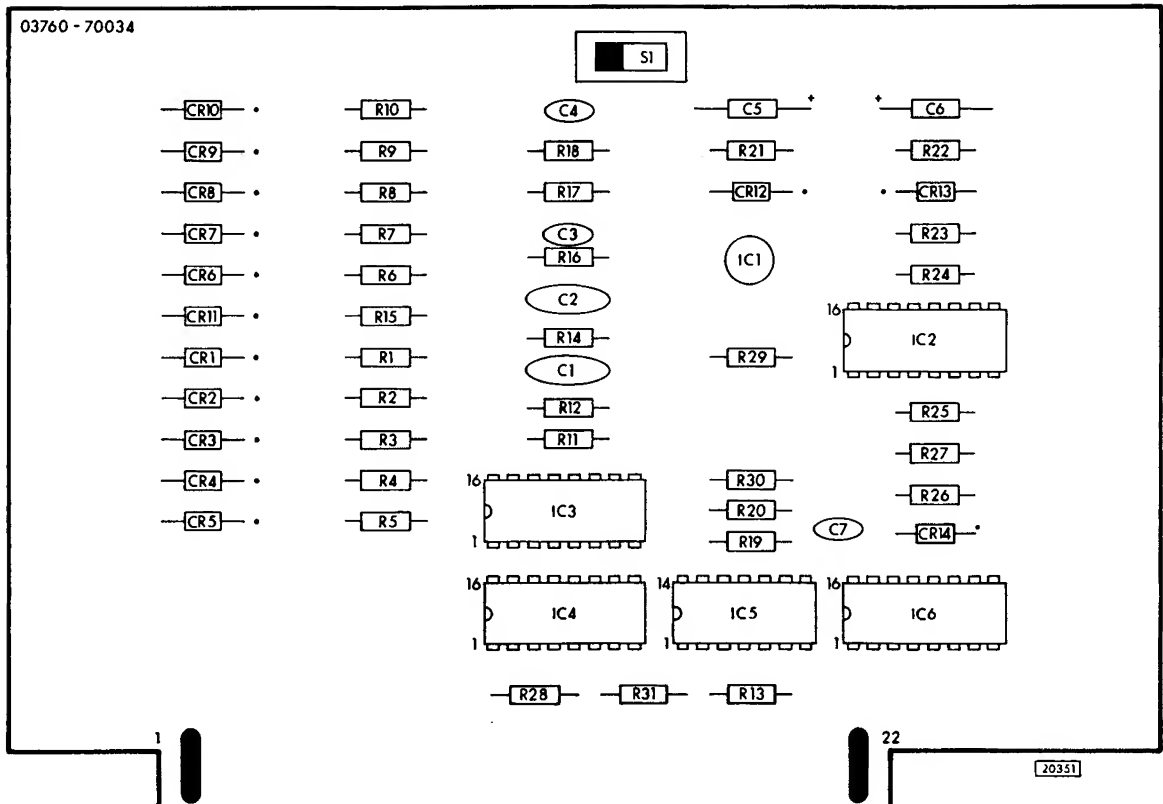 03760-70034
S1
CR10 R10 C4 C5 + + C6
CR9 R9 R18 R21 R22
CR8 R8 R17 CR12 CR13
CR7 R7 C3 R23
R16 IC1
CR6 R6 R24
C2
CR11 R15 16
R14 IC2
CR1 R1 R29
C1 1
CR2 R2 R12 R25
CR3 R3 R11 R27
CR4 R4 16 R30 R26
IC3 R20
CR5 R5 C7 CR14
1 R19
16 14 16
IC4 IC5 IC6
1 1 1
R28 R31 R13
1 22
20351